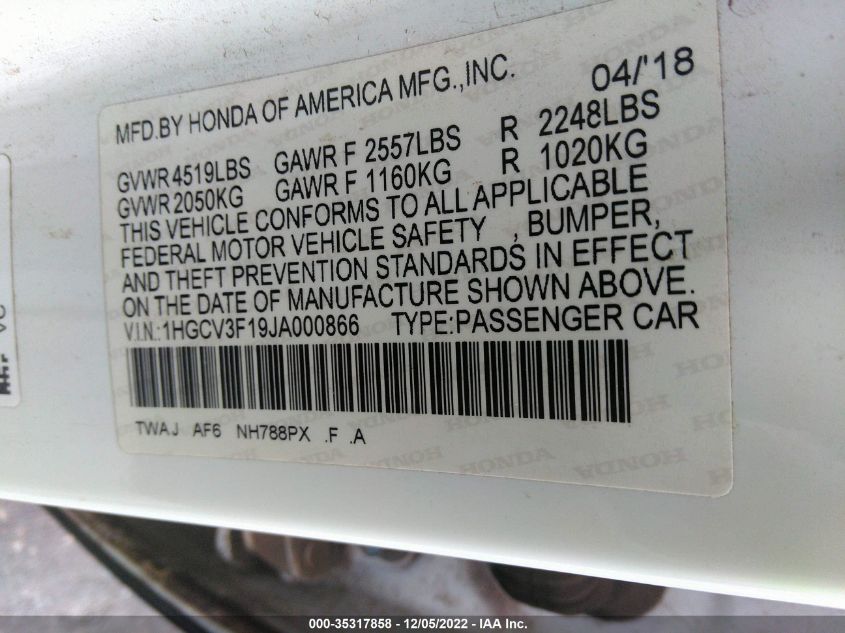 MFD.BY HONDA OF AMERICA MFG.,INC. 04/'18
GVWR 4519LBS GAWR F 2557LBS R 2248LBS
GVWR 2050KG GAWR F 1160KG R 1020KG
THIS VEHICLE CONFORMS TO ALL APPLICABLE
FEDERAL MOTOR VEHICLE SAFETY , BUMPER,
AND THEFT PREVENTION STANDARDS IN EFFECT
ON THE DATE OF MANUFACTURE SHOWN ABOVE.
V.I.N.:1HGCV3F19JA000866 TYPE:PASSENGER CAR
TWAJ AF6 NH788PX .F .A
000-35317858 - 12/05/2022 - IAA Inc.